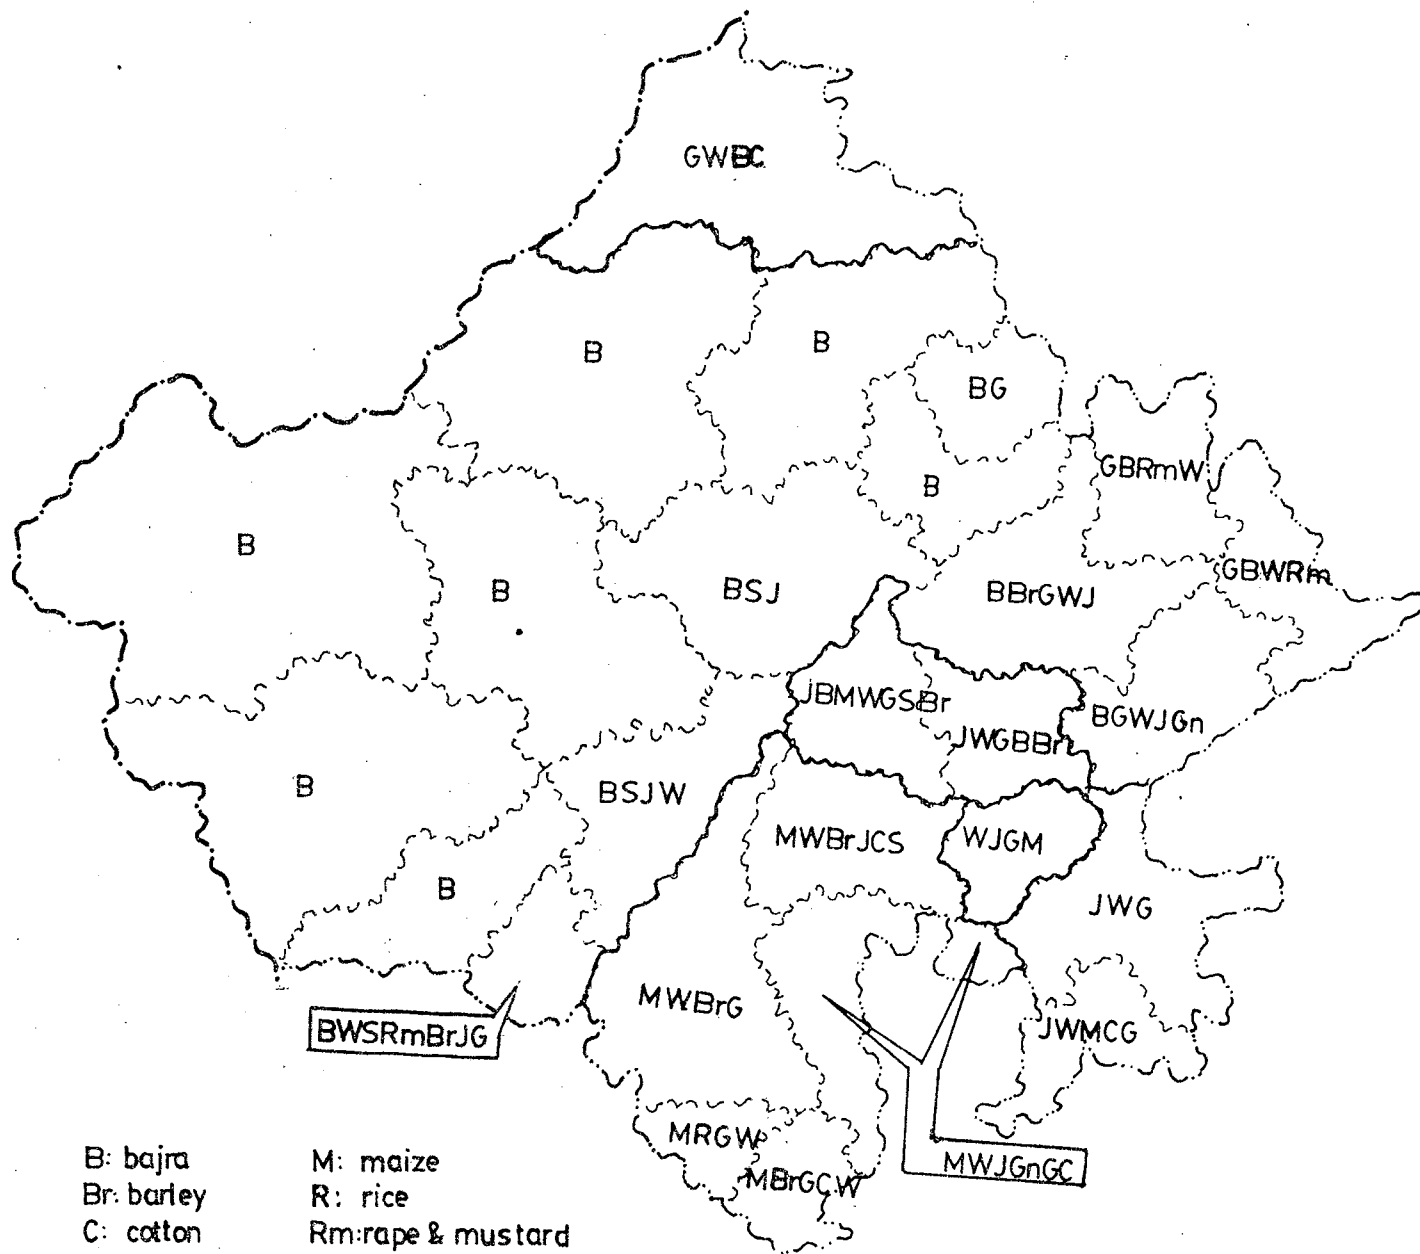 GWBC
B
B
BG
GBRmW
B
B
GBWRm
B
BSJ
BBrGWJ
JBMWGSBr
BGWJGn
JWGBBr
B
BSJW
MWBrJCS
WJGM
B
JWG
MWBrG
BWSRmBrJG
JWMCG
MRGW
MWJGnGC
MBrGCW
B: bajra M: maize
Br: barley R: rice
C: cotton Rm:rape & mustard